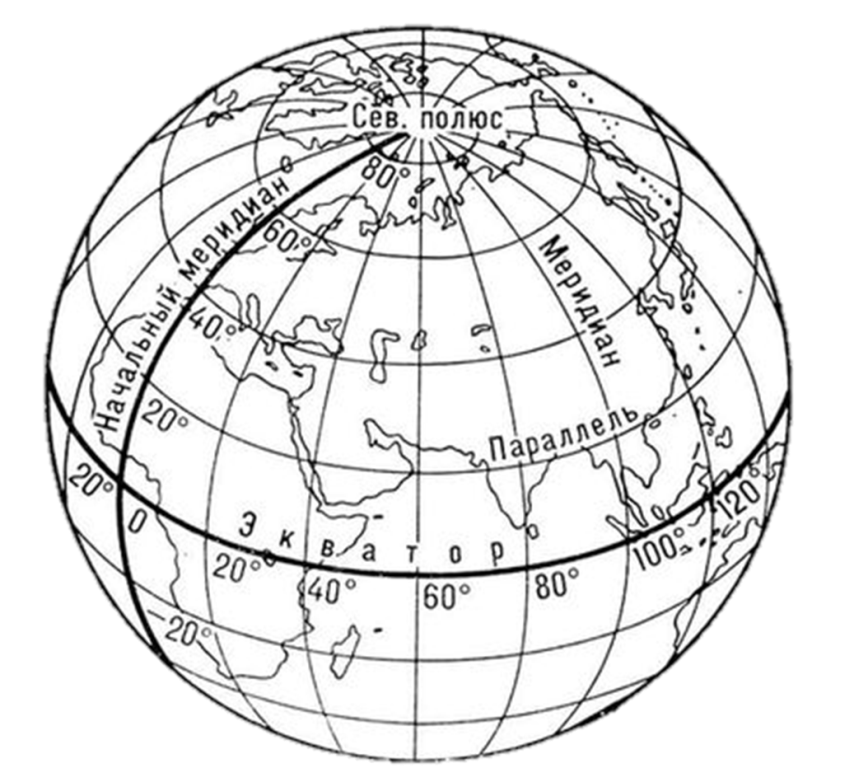 Сев. полюс
80°
Начальный меридиан
60°
Меридиан
40°
20°
Параллель
20°
0
Экватор
20°
40°
60°
80°
100°
120°
-20°